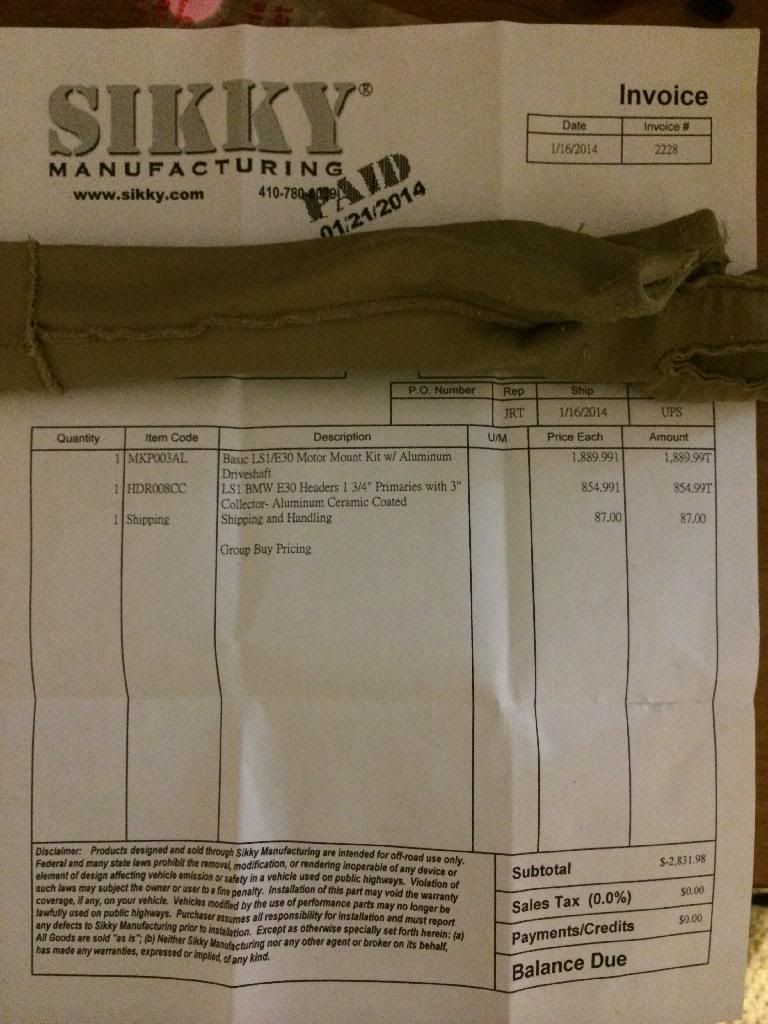 SIKKY®
MANUFACTURING
www.sikky.com 410-780-
PAID
01/21/2014
Invoice
Date Invoice #
1/16/2014 2228
P.O. Number Rep Ship
JRT 1/16/2014 UPS
Quantity Item Code Description U/M Price Each Amount
1 MKP003AL Basic LS1/E30 Motor Mount Kit w/ Aluminum 1,889.991 1,889.99T
Driveshaft
1 HDR008CC LS1 BMW E30 Headers 1 3/4" Primaries with 3" 854.991 854.99T
Collector- Aluminum Ceramic Coated
1 Shipping Shipping and Handling 87.00 87.00
Group Buy Pricing
Disclaimer: Products designed and sold through Sikky Manufacturing are intended for off-road use only.
Federal and many state laws prohibit the removal, modification, or rendering inoperable of any device or
element of design affecting vehicle emission or safety in a vehicle used on public highways. Violation of
such laws may subject the owner or user to a fine penalty. Installation of this part may void the warranty
coverage, if any, on your vehicle. Vehicles modified by the use of performance parts may no longer be
lawfully used on public highways. Purchaser assumes all responsibility for installation and must report
any defects to Sikky Manufacturing prior to installation. Except as otherwise specially set forth herein: (a)
All Goods are sold "as is"; (b) Neither Sikky Manufacturing nor any other agent or broker on its behalf,
has made any warranties, expressed or implied, of any kind.
Subtotal $-2,831.98
Sales Tax (0.0%) $0.00
Payments/Credits $0.00
Balance Due